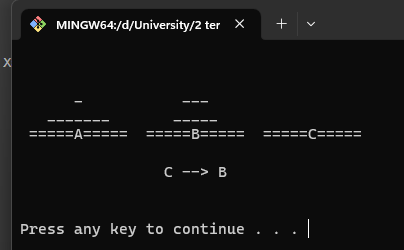 MINGW64:/d/University/2 ter
x
-            ---
-------       -----
=====A=====  =====B=====  =====C=====
C --> B
Press any key to continue . . .